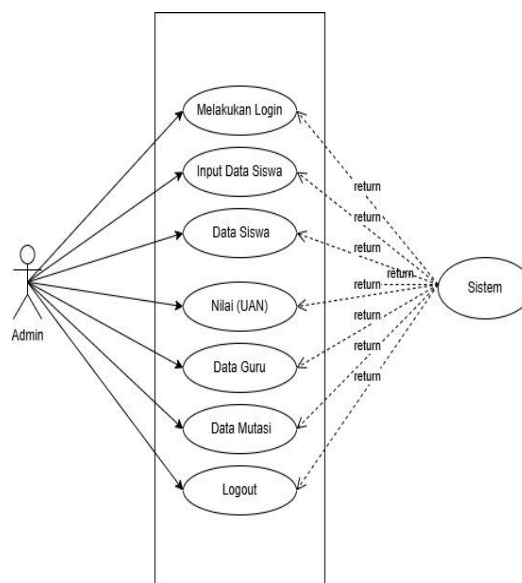 Melakukan Login
Input Data Siswa
Data Siswa
Nilai (UAN)
Data Guru
Data Mutasi
Logout
Admin
return
return
return
return
return
return
return
Sistem